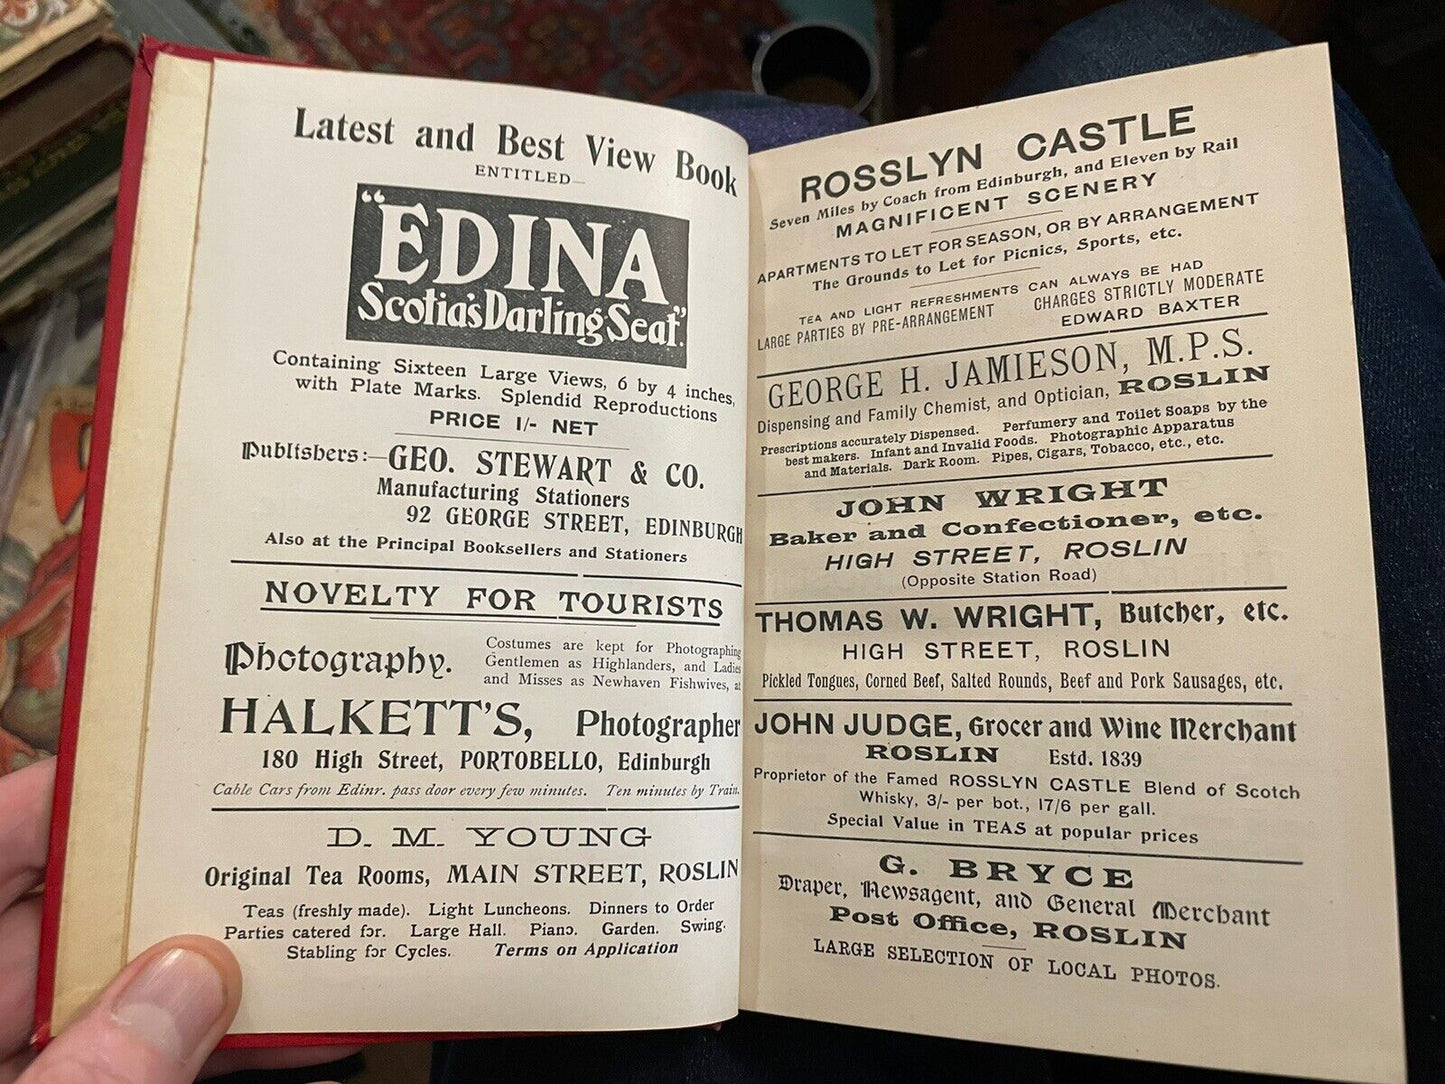 Latest and Best View Book
ENTITLED—
"EDINA
Scotia's Darling Seat".
Containing Sixteen Large Views, 6 by 4 inches,
with Plate Marks. Splendid Reproductions
PRICE 1/- NET
Publishers:—GEO. STEWART & CO.
Manufacturing Stationers
92 GEORGE STREET, EDINBURGH
Also at the Principal Booksellers and Stationers
NOVELTY FOR TOURISTS
Photography.
Costumes are kept for Photographing
Gentlemen as Highlanders, and Ladies
and Misses as Newhaven Fishwives, at
HALKETT'S, Photographer
180 High Street, PORTOBELLO, Edinburgh
Cable Cars from Edinr. pass door every few minutes. Ten minutes by Train.
D. M. YOUNG
Original Tea Rooms, MAIN STREET, ROSLIN
Teas (freshly made). Light Luncheons. Dinners to Order
Parties catered for. Large Hall. Piano. Garden. Swing.
Stabling for Cycles. Terms on Application
ROSSLYN CASTLE
Seven Miles by Coach from Edinburgh, and Eleven by Rail
MAGNIFICENT SCENERY
APARTMENTS TO LET FOR SEASON, OR BY ARRANGEMENT
The Grounds to Let for Picnics, Sports, etc.
TEA AND LIGHT REFRESHMENTS CAN ALWAYS BE HAD
LARGE PARTIES BY PRE-ARRANGEMENT CHARGES STRICTLY MODERATE
EDWARD BAXTER
GEORGE H. JAMIESON, M.P.S.
Dispensing and Family Chemist, and Optician, ROSLIN
Prescriptions accurately Dispensed. Perfumery and Toilet Soaps by the
best makers. Infant and Invalid Foods. Photographic Apparatus
and Materials. Dark Room. Pipes, Cigars, Tobacco, etc., etc.
JOHN WRIGHT
Baker and Confectioner, etc.
HIGH STREET, ROSLIN
(Opposite Station Road)
THOMAS W. WRIGHT, Butcher, etc.
HIGH STREET, ROSLIN
Pickled Tongues, Corned Beef, Salted Rounds, Beef and Pork Sausages, etc.
JOHN JUDGE, Grocer and Wine Merchant
ROSLIN Estd. 1839
Proprietor of the Famed ROSSLYN CASTLE Blend of Scotch
Whisky, 3/- per bot., 17/6 per gall.
Special Value in TEAS at popular prices
G. BRYCE
Draper, Newsagent, and General Merchant
Post Office, ROSLIN
LARGE SELECTION OF LOCAL PHOTOS.